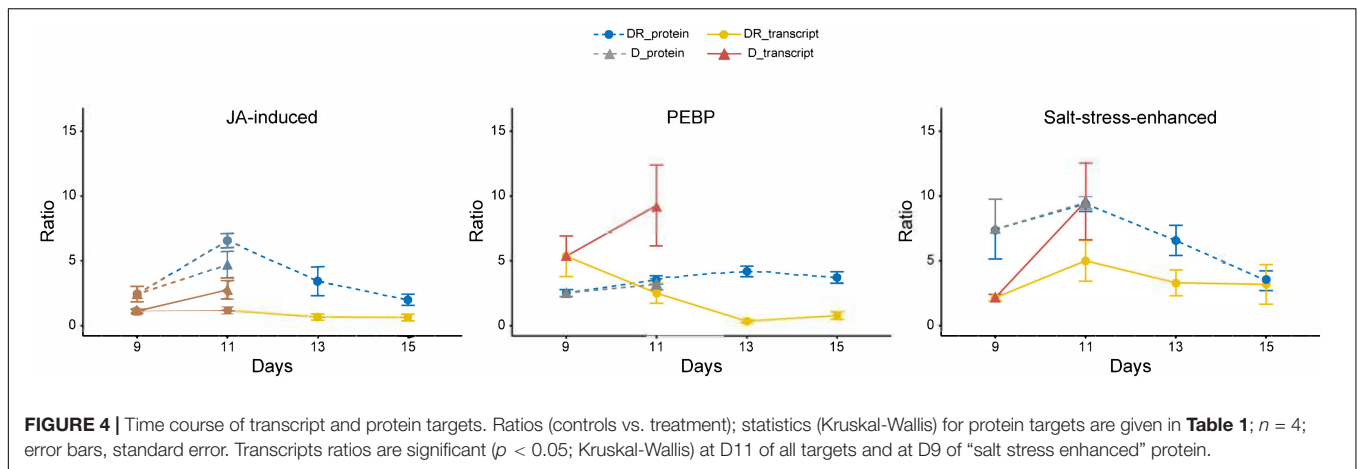 DR_protein DR_transcript
D_protein D_transcript
JA-induced
15
10
5
0
Ratio
9 11 13 15
Days
PEBP
15
10
5
0
Ratio
9 11 13 15
Days
Salt-stress-enhanced
15
10
5
0
Ratio
9 11 13 15
Days
FIGURE 4 | Time course of transcript and protein targets. Ratios (controls vs. treatment); statistics (Kruskal-Wallis) for protein targets are given in Table 1; n = 4;
error bars, standard error. Transcripts ratios are significant (p < 0.05; Kruskal-Wallis) at D11 of all targets and at D9 of “salt stress enhanced” protein.